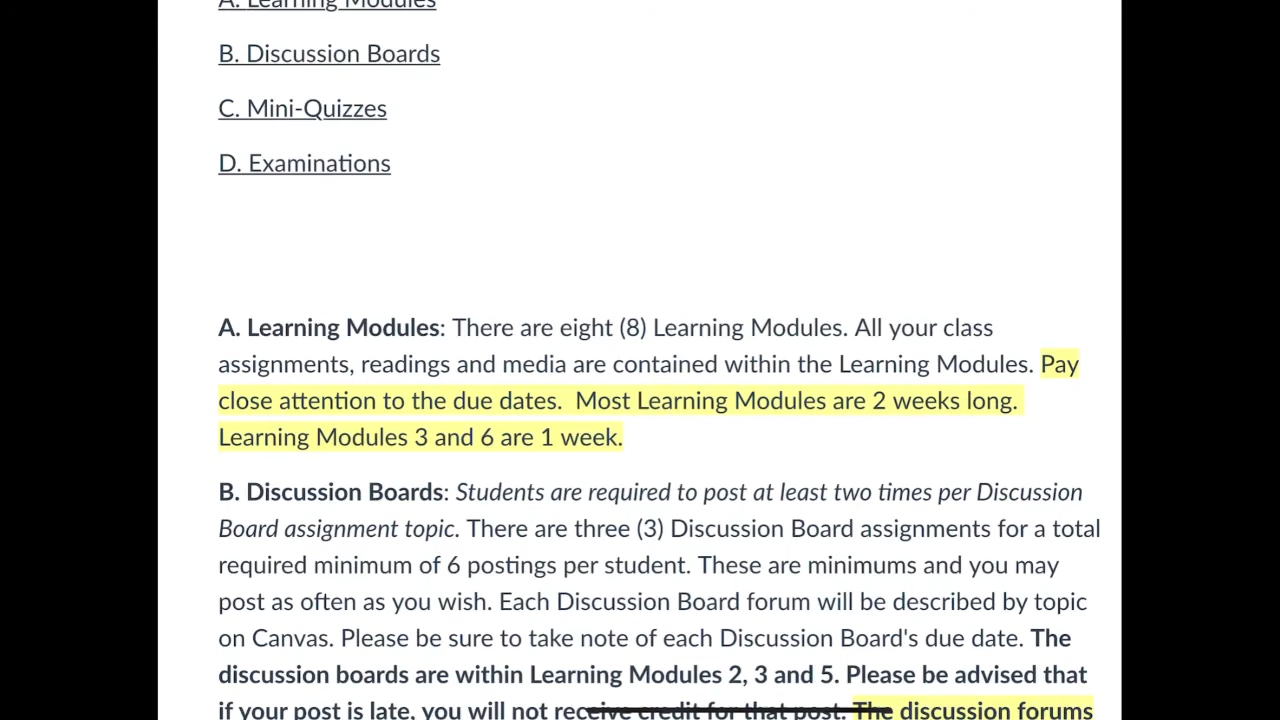 A. Learning Modules
B. Discussion Boards
C. Mini-Quizzes
D. Examinations
A. Learning Modules: There are eight (8) Learning Modules. All your class
assignments, readings and media are contained within the Learning Modules. Pay
close attention to the due dates.  Most Learning Modules are 2 weeks long.
Learning Modules 3 and 6 are 1 week.
B. Discussion Boards: Students are required to post at least two times per Discussion
Board assignment topic. There are three (3) Discussion Board assignments for a total
required minimum of 6 postings per student. These are minimums and you may
post as often as you wish. Each Discussion Board forum will be described by topic
on Canvas. Please be sure to take note of each Discussion Board's due date. The
discussion boards are within Learning Modules 2, 3 and 5. Please be advised that
if your post is late, you will not receive credit for that post. The discussion forums